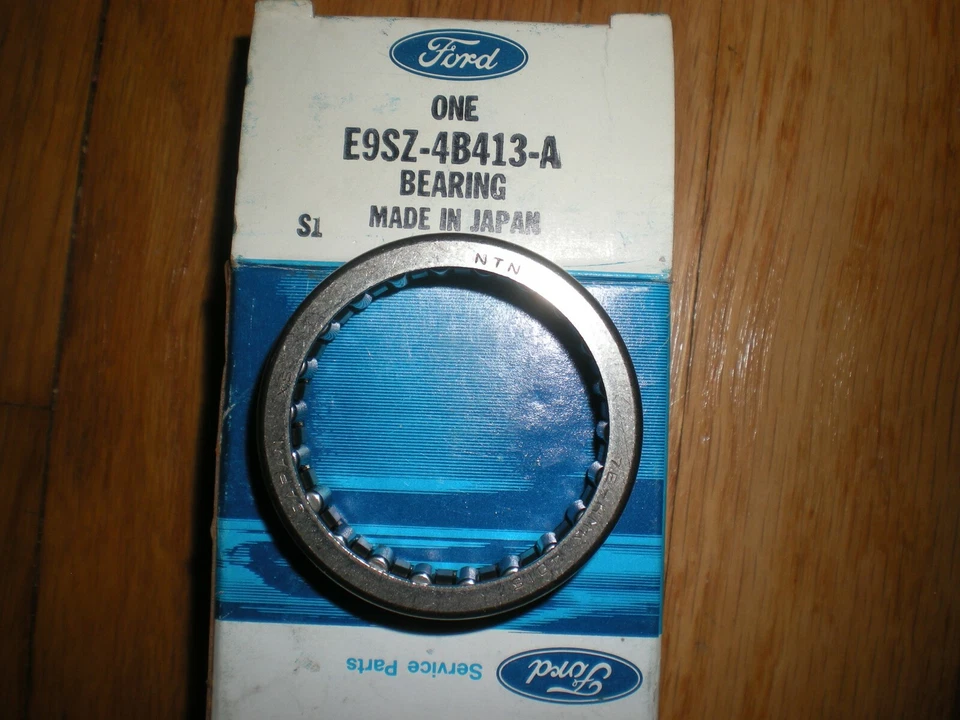 Ford
ONE
E9SZ-4B413-A
BEARING
S1 MADE IN JAPAN
NTN
Service Parts
Ford